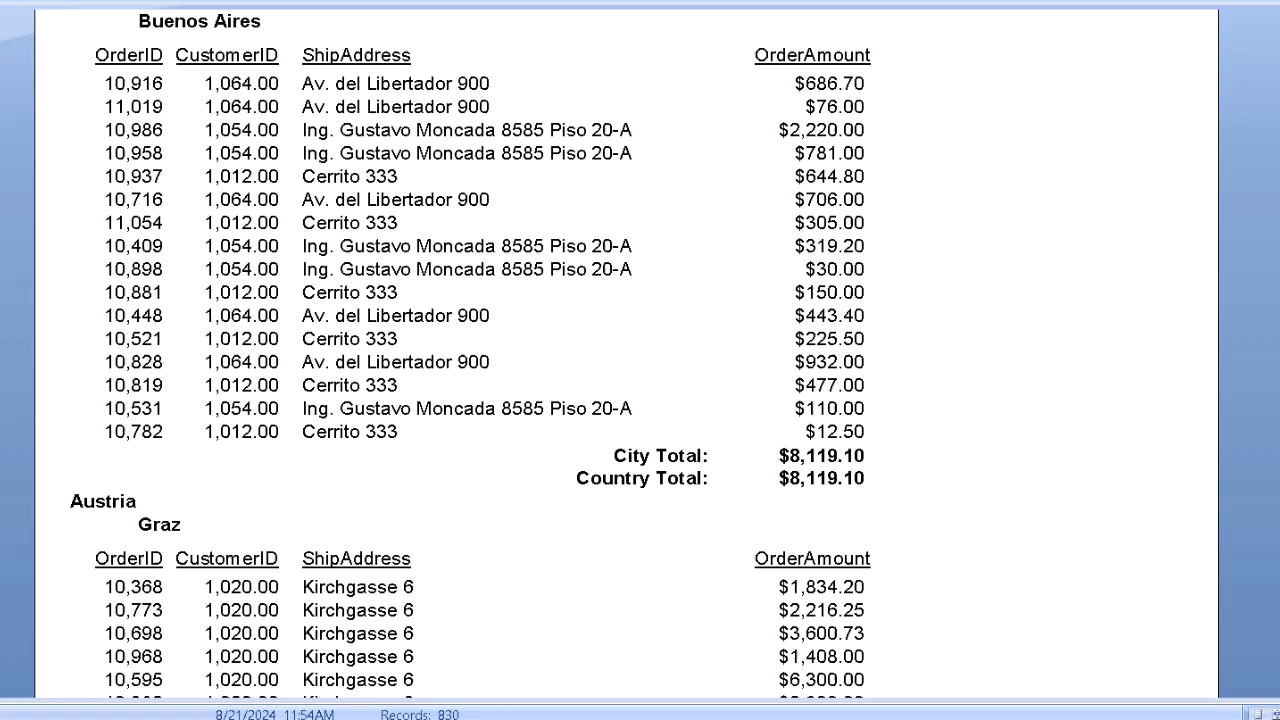 Buenos Aires
OrderID CustomerID ShipAddress OrderAmount
10,916 1,064.00 Av. del Libertador 900 $686.70
11,019 1,064.00 Av. del Libertador 900 $76.00
10,986 1,054.00 Ing. Gustavo Moncada 8585 Piso 20-A $2,220.00
10,958 1,054.00 Ing. Gustavo Moncada 8585 Piso 20-A $781.00
10,937 1,012.00 Cerrito 333 $644.80
10,716 1,064.00 Av. del Libertador 900 $706.00
11,054 1,012.00 Cerrito 333 $305.00
10,409 1,054.00 Ing. Gustavo Moncada 8585 Piso 20-A $319.20
10,898 1,054.00 Ing. Gustavo Moncada 8585 Piso 20-A $30.00
10,881 1,012.00 Cerrito 333 $150.00
10,448 1,064.00 Av. del Libertador 900 $443.40
10,521 1,012.00 Cerrito 333 $225.50
10,828 1,064.00 Av. del Libertador 900 $932.00
10,819 1,012.00 Cerrito 333 $477.00
10,531 1,054.00 Ing. Gustavo Moncada 8585 Piso 20-A $110.00
10,782 1,012.00 Cerrito 333 $12.50
City Total: $8,119.10
Country Total: $8,119.10
Austria
Graz
OrderID CustomerID ShipAddress OrderAmount
10,368 1,020.00 Kirchgasse 6 $1,834.20
10,773 1,020.00 Kirchgasse 6 $2,216.25
10,698 1,020.00 Kirchgasse 6 $3,600.73
10,968 1,020.00 Kirchgasse 6 $1,408.00
10,595 1,020.00 Kirchgasse 6 $6,300.00
8/21/2024 11:54AM Records: 830